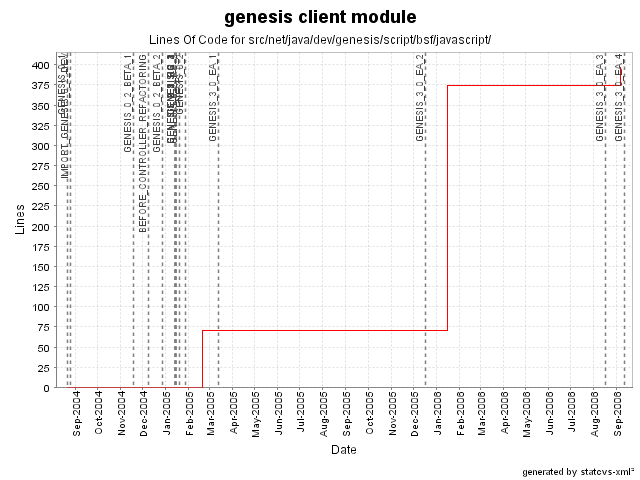 genesis client module
Lines Of Code for src/net/java/dev/genesis/script/bsf/javascript/
GENESIS_0_2_BETA_1
BEFORE_CONTROLLER_REFACTORING
GENESIS_0_2_BETA_2
GENESIS_3_0_EA_1
GENESIS_3_0_EA_2
GENESIS_3_0_EA_3
GENESIS_3_0_EA_4
400
375
350
325
300
275
250
225
200
175
150
125
100
75
50
25
0
Lines
Sep-2004
Oct-2004
Nov-2004
Dec-2004
Jan-2005
Feb-2005
Mar-2005
Apr-2005
May-2005
Jun-2005
Jul-2005
Aug-2005
Sep-2005
Oct-2005
Nov-2005
Dec-2005
Jan-2006
Feb-2006
Mar-2006
Apr-2006
May-2006
Jun-2006
Jul-2006
Aug-2006
Sep-2006
Date
generated by statcvs-xml²